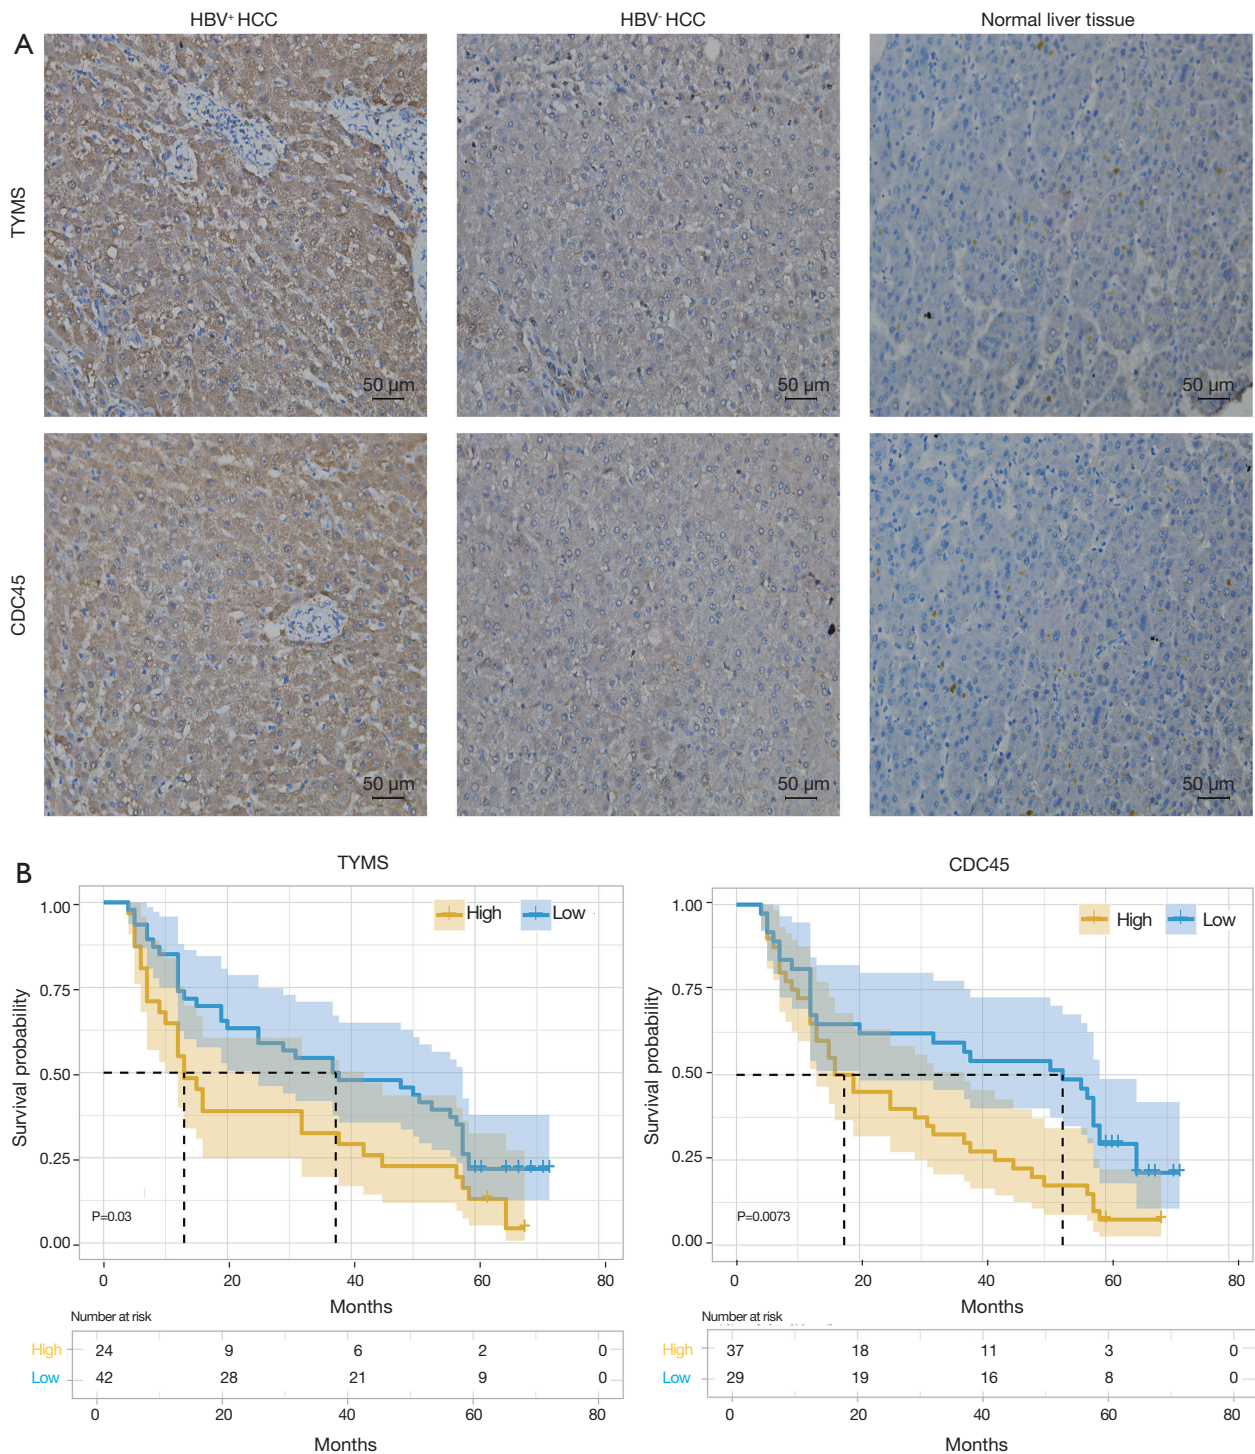 A
HBV⁺ HCC
HBV⁻ HCC
Normal liver tissue
TYMS
50 µm
50 µm
50 µm
CDC45
50 µm
50 µm
50 µm
B
TYMS
High
Low
Survival probability
1.00
0.75
0.50
0.25
0.00
P=0.03
0 20 40 60 80
Months
Number at risk
High 24 9 6 2 0
Low 42 28 21 9 0
0 20 40 60 80
Months
CDC45
High
Low
Survival probability
1.00
0.75
0.50
0.25
0.00
P=0.0073
0 20 40 60 80
Months
Number at risk
High 37 18 11 3 0
Low 29 19 16 8 0
0 20 40 60 80
Months